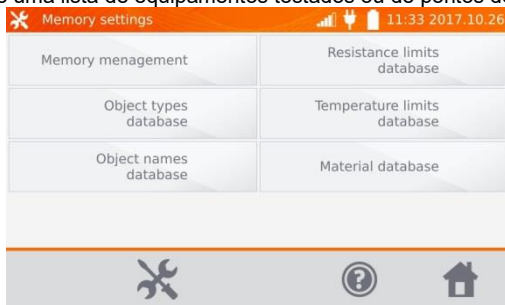 s uma lista de equipamentos testados ou de pontos de
Memory settings
11:33 2017.10.26
Memory menagement
Resistance limits
database
Object types
database
Temperature limits
database
Object names
database
Material database
?